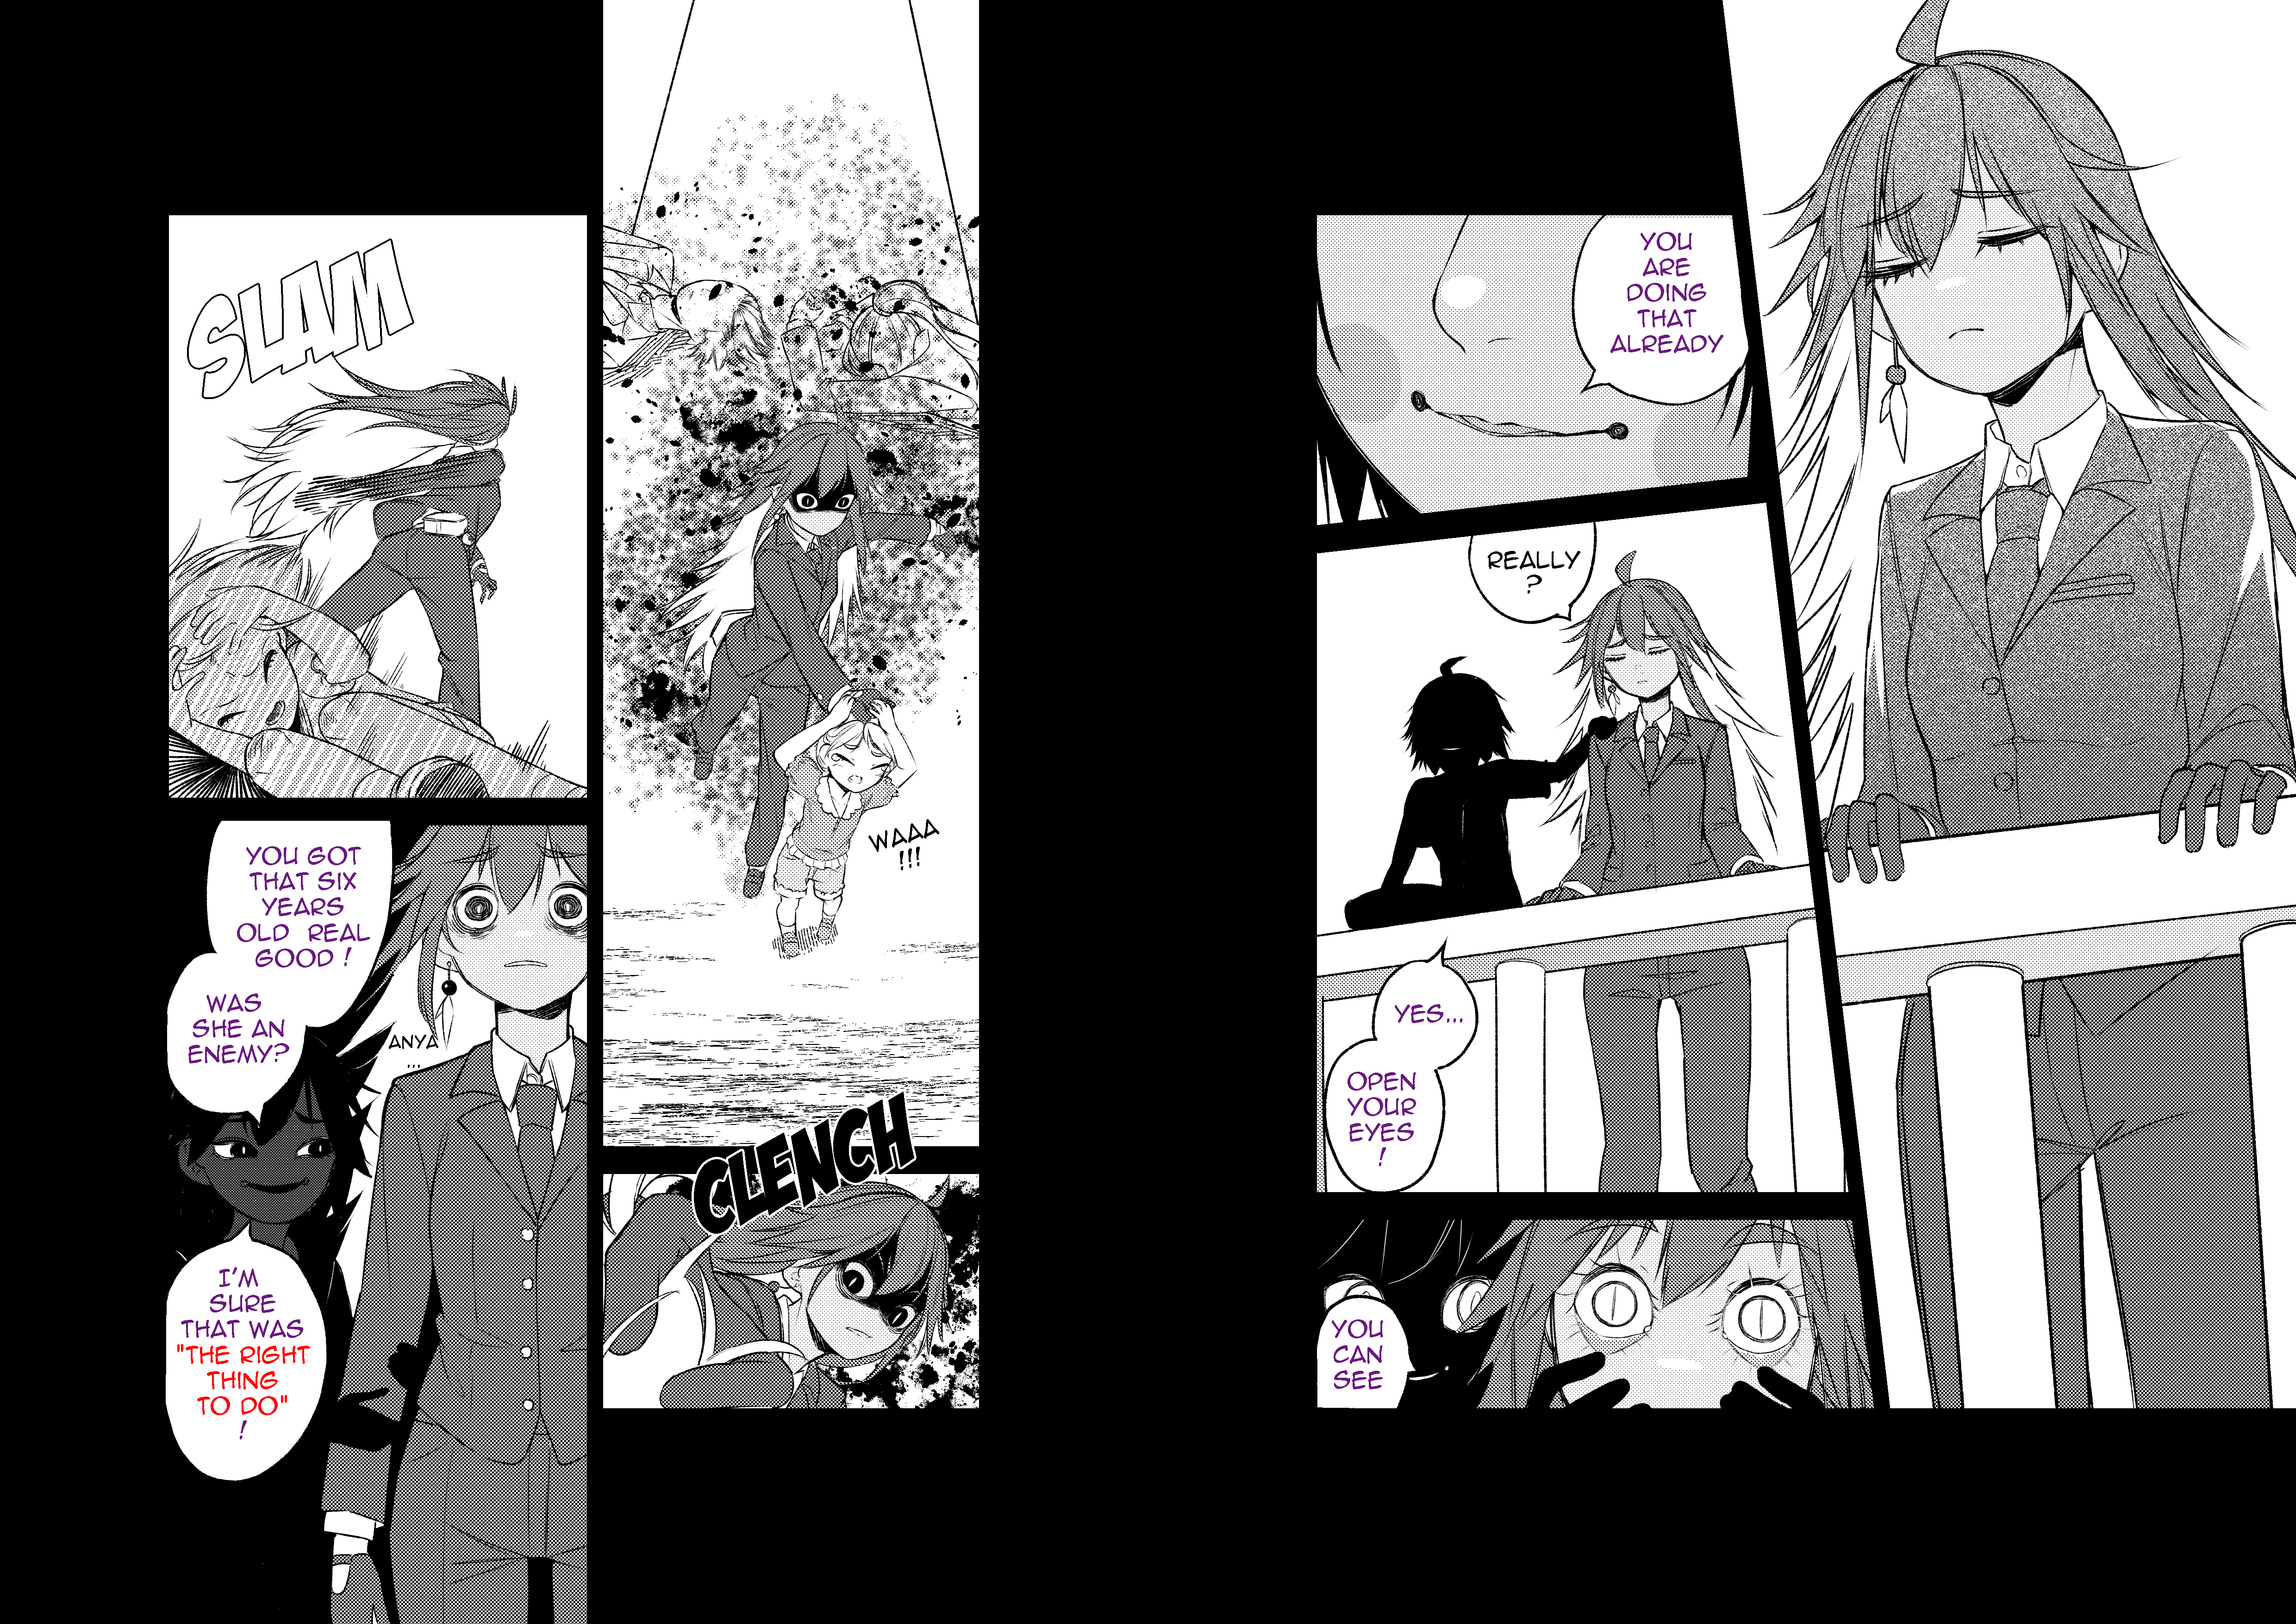 YOU
ARE
DOING
THAT
ALREADY
REALLY
?
YES...
OPEN
YOUR
EYES
!
YOU
CAN
SEE
WAAA
!!!
CLENCH
SLAM
YOU GOT
THAT SIX
YEARS
OLD REAL
GOOD !
WAS
SHE AN
ENEMY?
ANYA
...
I'M
SURE
THAT WAS
"THE RIGHT
THING
TO DO"
!